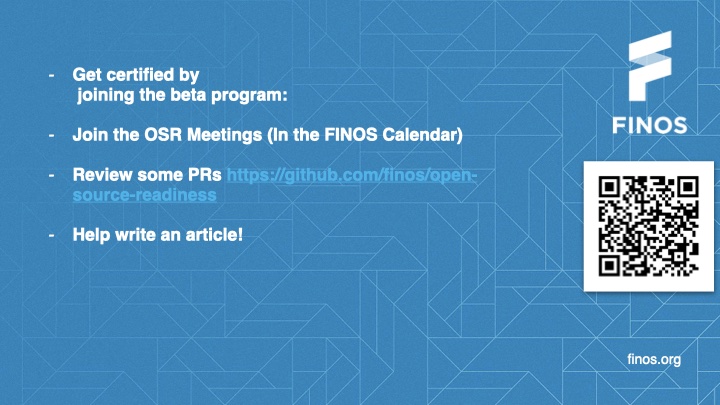 - Get certified by
joining the beta program:
- Join the OSR Meetings (In the FINOS Calendar)
- Review some PRs https://github.com/finos/open-
source-readiness
- Help write an article!
FINOS
finos.org